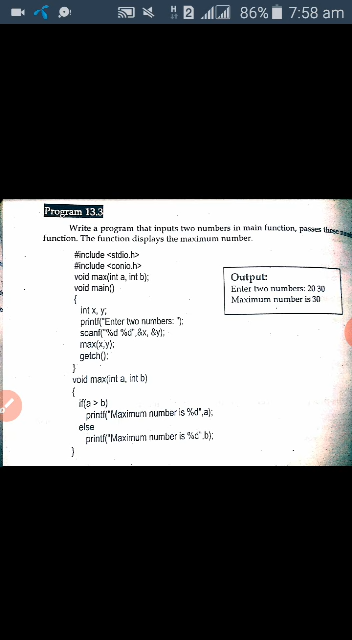 H 2 86% 7:58 am
Program 13.3
Write a program that inputs two numbers in main function, passes these
function. The function displays the maximum number.
#include <stdio.h>
#include <conio.h>
void max(int a, int b);
void main()
{
int x, y;
printf("Enter two numbers: ");
scanf("%d %d",&x, &y);
max(x,y);
getch();
}
void max(int a, int b)
{
if(a > b)
printf("Maximum number is %d",a);
else
printf("Maximum number is %d",b);
}
Output:
Enter two numbers: 20 30
Maximum number is 30